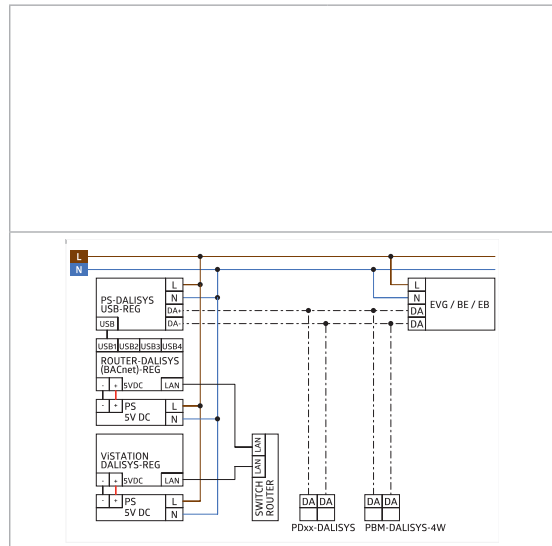 L
N
PS-DALISYS
USB-REG
L
N
DA+
DA-
USB
EVG / BE / EB
L
N
DA
DA
USB1 USB2 USB3 USB4
ROUTER-DALISYS
(BACnet)-REG
- + 5VDC LAN
- + PS L
5V DC N
ViSTATION
DALISYS-REG
- + 5VDC LAN
- + PS L
5V DC N
LAN
LAN
SWITCH
ROUTER
DA DA
PDxx-DALISYS
DA DA
PBM-DALISYS-4W